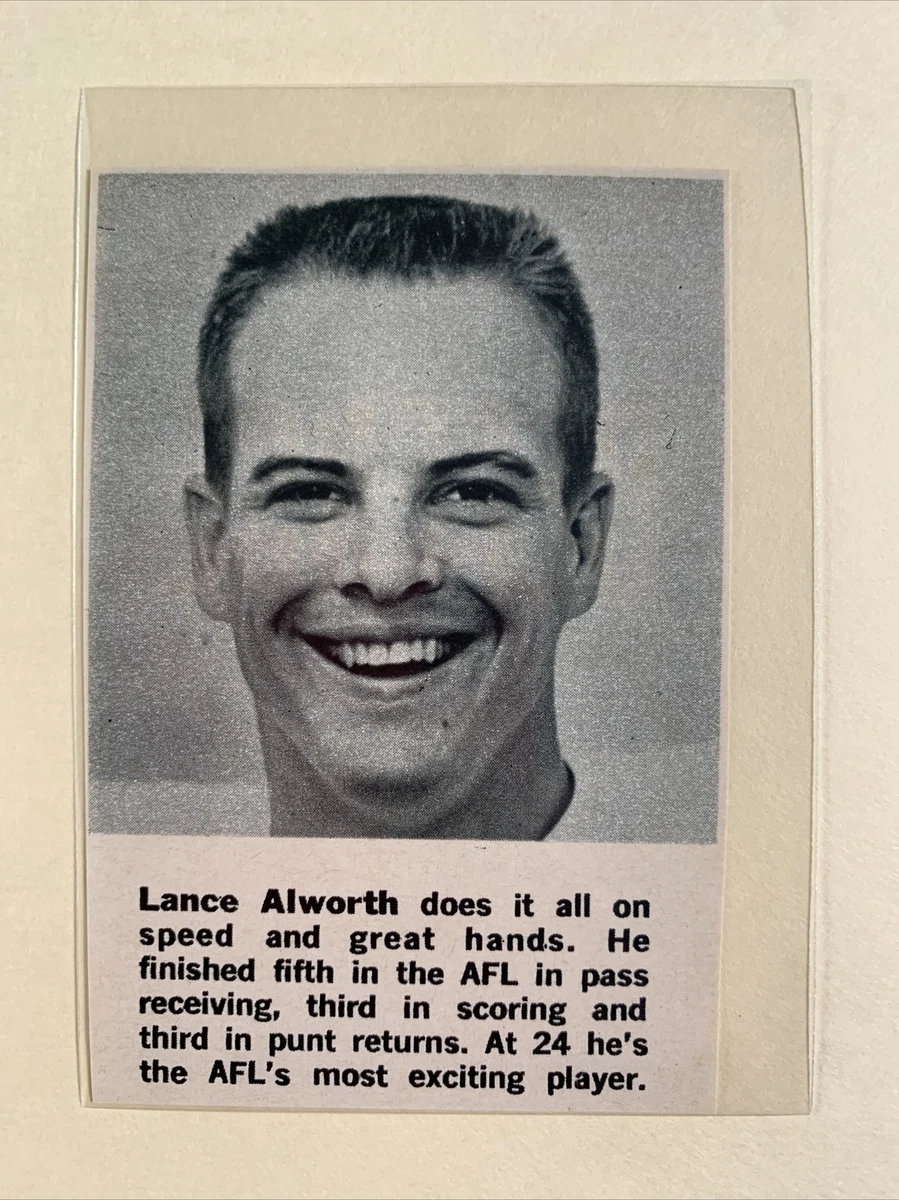 Lance Alworth does it all on
speed and great hands. He
finished fifth in the AFL in pass
receiving, third in scoring and
third in punt returns. At 24 he's
the AFL's most exciting player.